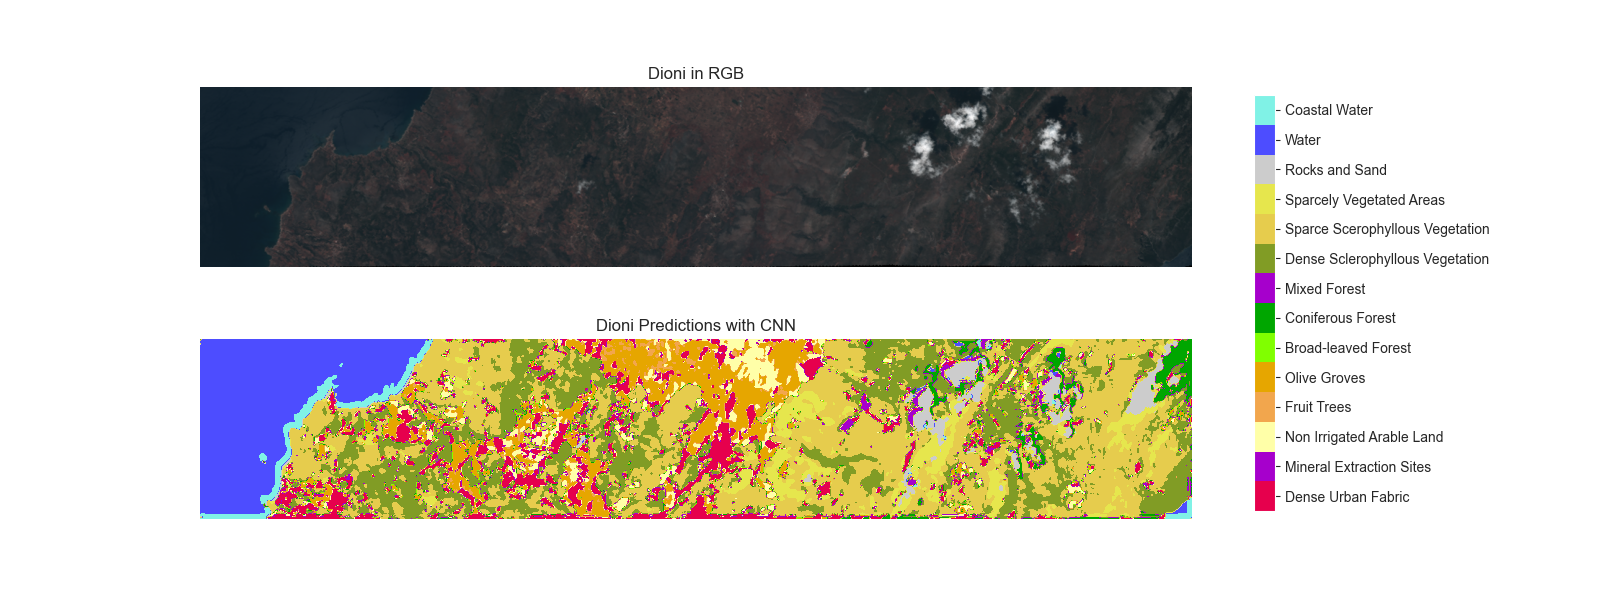 Dioni in RGB
Dioni Predictions with CNN
Coastal Water
Water
Rocks and Sand
Sparcely Vegetated Areas
Sparce Scerophyllous Vegetation
Dense Sclerophyllous Vegetation
Mixed Forest
Coniferous Forest
Broad-leaved Forest
Olive Groves
Fruit Trees
Non Irrigated Arable Land
Mineral Extraction Sites
Dense Urban Fabric